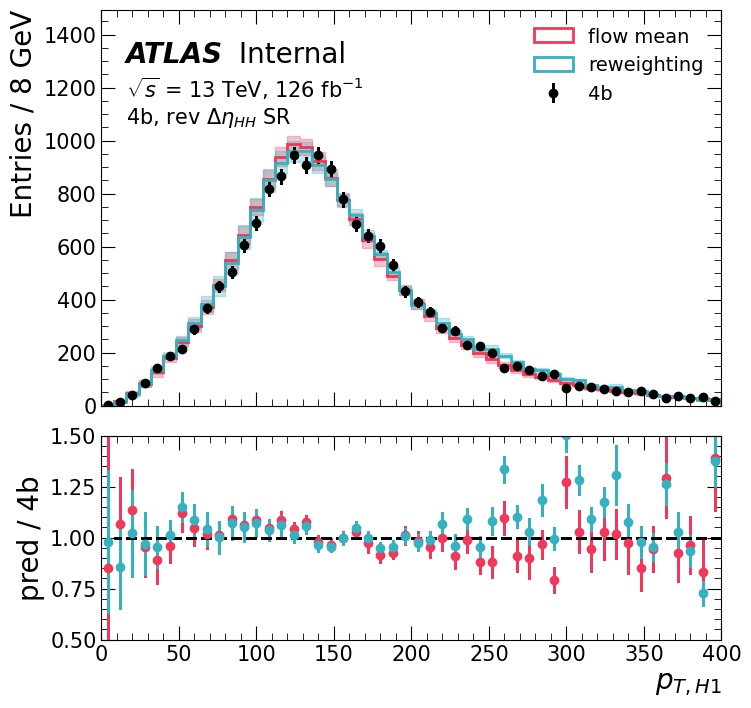 Entries / 8 GeV
1400
1200
1000
800
600
400
200
0
ATLAS Internal
√s = 13 TeV, 126 fb⁻¹
4b, rev Δη_HH SR
flow mean
reweighting
4b
pred / 4b
1.50
1.25
1.00
0.75
0.50
0 50 100 150 200 250 300 350 400
p_{T,H1}